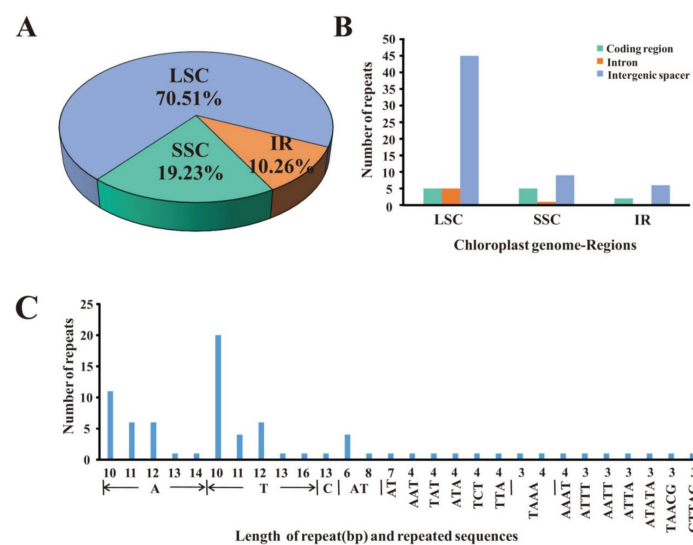 A
LSC
70.51%
SSC
19.23%
IR
10.26%
B
Number of repeats
50
45
40
35
30
25
20
15
10
5
0
Coding region
Intron
Intergenic spacer
LSC SSC IR
Chloroplast genome-Regions
C
Number of repeats
25
20
15
10
5
0
10 11 12 13 14 10 11 12 13 16 13 6 8 7 4 4 4 4 4 3 4 4 3 3 3 3 3
A T C AT AT AAT TAT ATA TCT TTA TAAA AAAT ATTT AATT ATTA ATATA TAACG
Length of repeat(bp) and repeated sequences